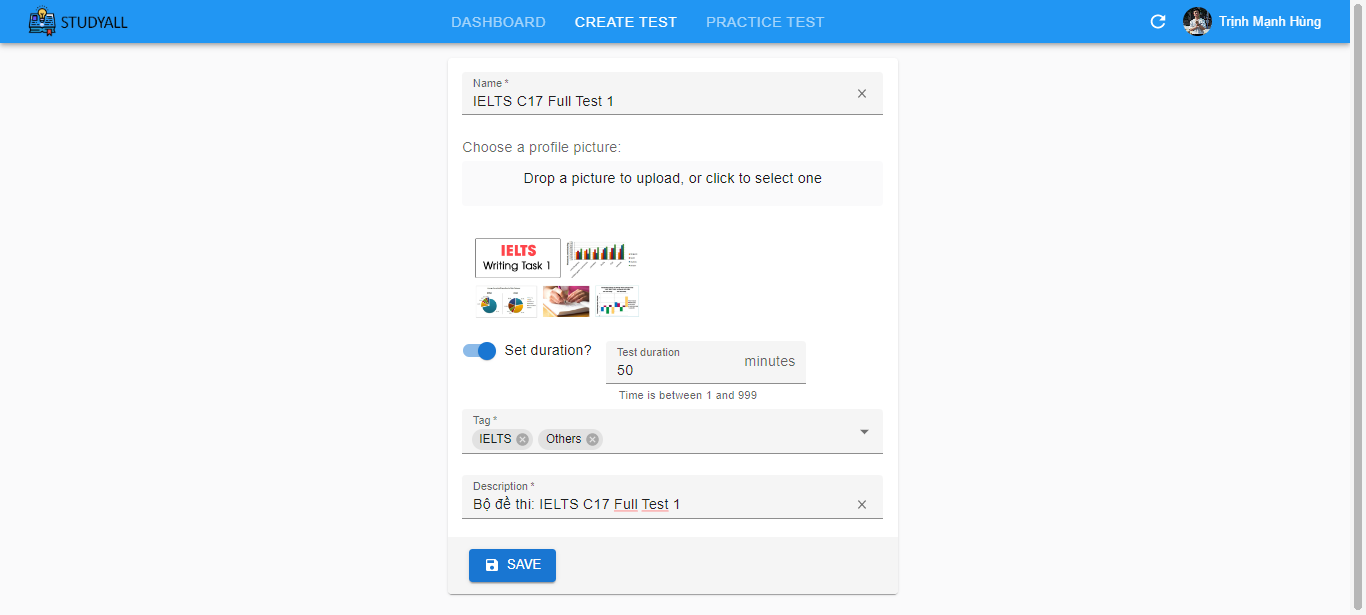 STUDYALL
DASHBOARD CREATE TEST PRACTICE TEST
Trịnh Mạnh Hùng
Name *
IELTS C17 Full Test 1
Choose a profile picture:
Drop a picture to upload, or click to select one
IELTS
Writing Task 1
Set duration?
Test duration
50
minutes
Time is between 1 and 999
Tag *
IELTS Others
Description *
Bộ đề thi: IELTS C17 Full Test 1
SAVE